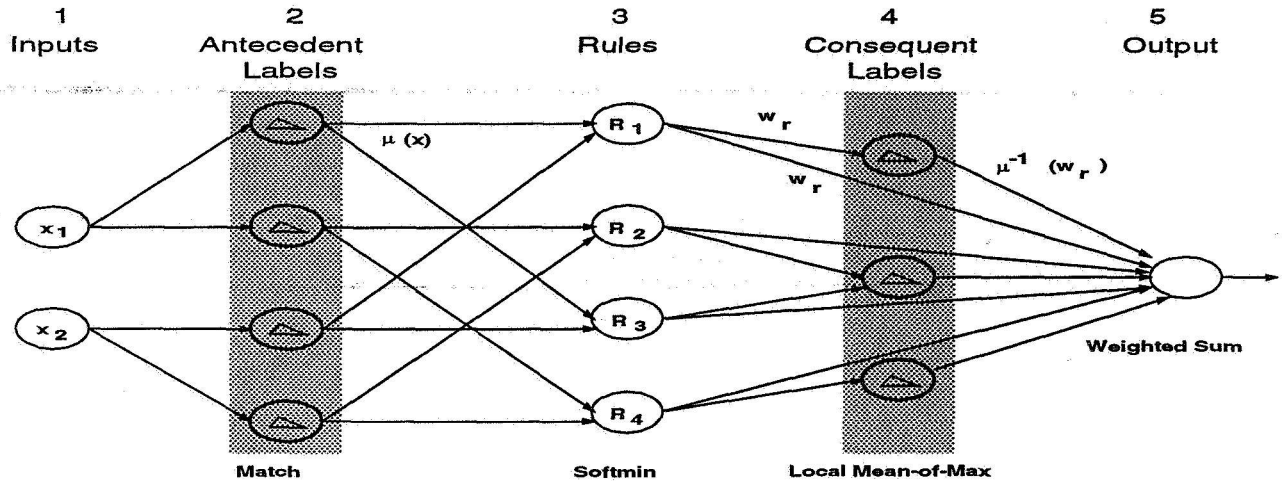 1 2 3 4 5
Inputs Antecedent Rules Consequent Output
Labels Labels
R 1
w r
μ (x)
μ-1 (w r )
w r
x 1
R 2
x 2
R 3
Weighted Sum
R 4
Match Softmin Local Mean-of-Max